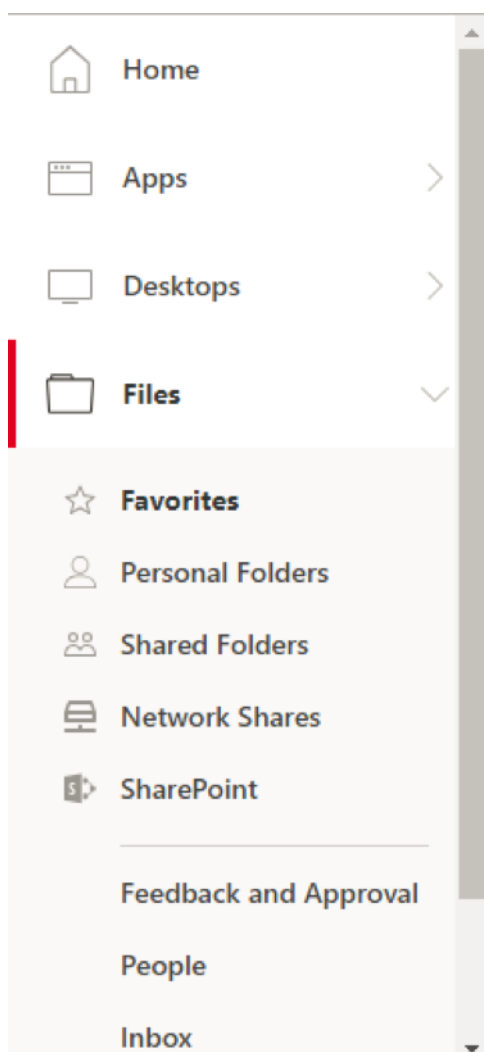 Home
Apps
Desktops
Files
Favorites
Personal Folders
Shared Folders
Network Shares
SharePoint
Feedback and Approval
People
Inbox